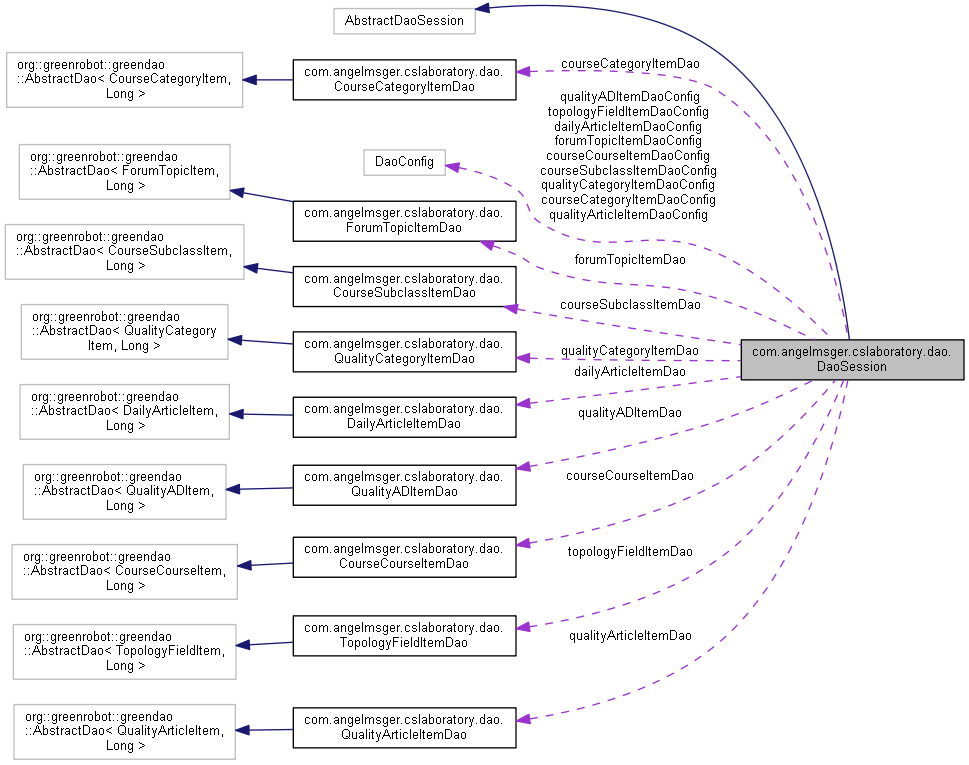 AbstractDaoSession
org::greenrobot::greendao
::AbstractDao< CourseCategoryItem,
Long >
com.angelmsger.cslaboratory.dao.
CourseCategoryItemDao
courseCategoryItemDao
qualityADItemDaoConfig
topologyFieldItemDaoConfig
dailyArticleItemDaoConfig
forumTopicItemDaoConfig
courseCourseItemDaoConfig
courseSubclassItemDaoConfig
qualityCategoryItemDaoConfig
courseCategoryItemDaoConfig
qualityArticleItemDaoConfig
DaoConfig
org::greenrobot::greendao
::AbstractDao< ForumTopicItem,
Long >
com.angelmsger.cslaboratory.dao.
ForumTopicItemDao
forumTopicItemDao
org::greenrobot::greendao
::AbstractDao< CourseSubclassItem,
Long >
com.angelmsger.cslaboratory.dao.
CourseSubclassItemDao
courseSubclassItemDao
org::greenrobot::greendao
::AbstractDao< QualityCategory
Item, Long >
com.angelmsger.cslaboratory.dao.
QualityCategoryItemDao
qualityCategoryItemDao
com.angelmsger.cslaboratory.dao.
DaoSession
dailyArticleItemDao
org::greenrobot::greendao
::AbstractDao< DailyArticleItem,
Long >
com.angelmsger.cslaboratory.dao.
DailyArticleItemDao
qualityADItemDao
org::greenrobot::greendao
::AbstractDao< QualityADItem,
Long >
com.angelmsger.cslaboratory.dao.
QualityADItemDao
courseCourseItemDao
org::greenrobot::greendao
::AbstractDao< CourseCourseItem,
Long >
com.angelmsger.cslaboratory.dao.
CourseCourseItemDao
topologyFieldItemDao
org::greenrobot::greendao
::AbstractDao< TopologyFieldItem,
Long >
com.angelmsger.cslaboratory.dao.
TopologyFieldItemDao
qualityArticleItemDao
org::greenrobot::greendao
::AbstractDao< QualityArticleItem,
Long >
com.angelmsger.cslaboratory.dao.
QualityArticleItemDao